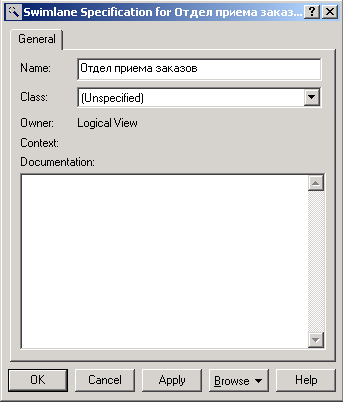 Swimlane Specification for Отдел приема заказ...
General
Name: Отдел приема заказов
Class: (Unspecified)
Owner: Logical View
Context:
Documentation:
OK Cancel Apply Browse Help